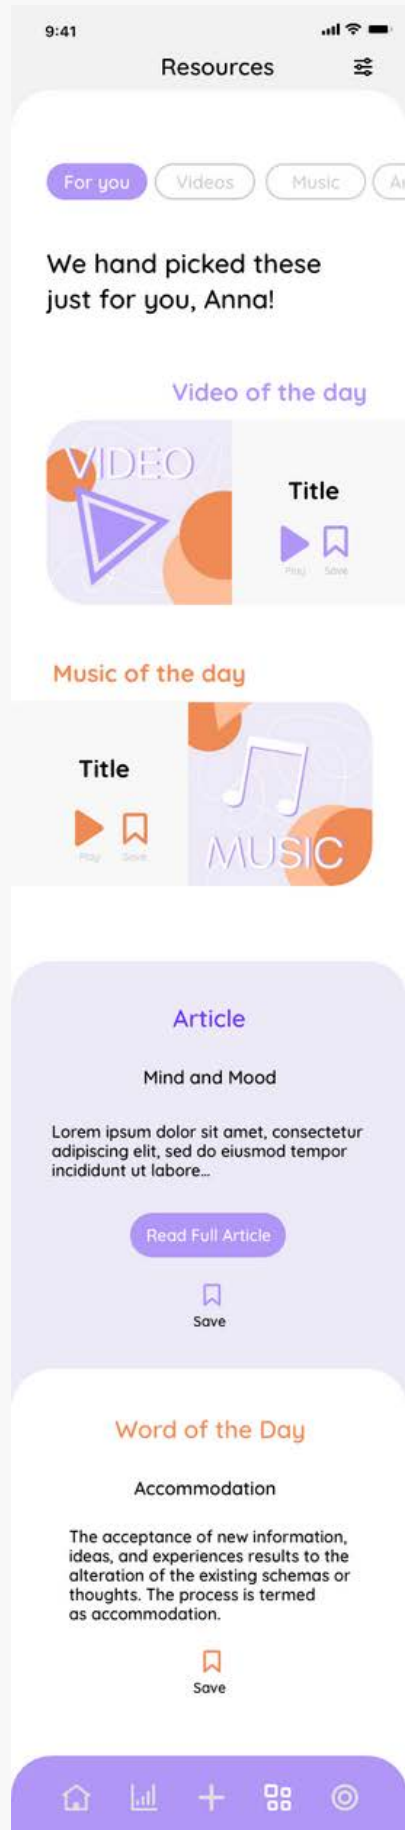 9:41
Resources
For you Videos Music A
We hand picked these
just for you, Anna!
Video of the day
VIDEO
Title
Play Save
Music of the day
Title
Play Save
MUSIC
Article
Mind and Mood
Lorem ipsum dolor sit amet, consectetur
adipiscing elit, sed do eiusmod tempor
incididunt ut labore...
Read Full Article
Save
Word of the Day
Accommodation
The acceptance of new information,
ideas, and experiences results to the
alteration of the existing schemas or
thoughts. The process is termed
as accommodation.
Save